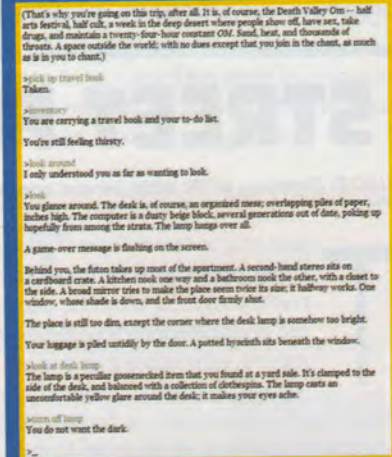 (That's why you're going on this trip, after all. It is, of course, the Death Valley Om -- half
arts festival, half cult, a week in the deep desert where people show off, have sex, take
drugs, and maintain a twenty-four-hour constant OM. Sand, heat, and thousands of
throats. A space outside the world; with no dues except that you join in the chant, as much
as is in you to chant.)
>pick up travel book
Taken.
>inventory
You are carrying a travel book and your to-do list.
You're still feeling thirsty.
>look around
I only understood you as far as wanting to look.
>look
You glance around. The desk is, of course, an organized mess; overlapping piles of paper,
inches high. The computer is a dusty beige block, several generations out of date, poking up
hopefully from among the strata. The lamp hangs over all.
A game-over message is flashing on the screen.
Behind you, the futon takes up most of the apartment. A second-hand stereo sits on
a cardboard crate. A kitchen nook one way and a bathroom nook the other, with a closet to
the side. A broad mirror tries to make the place seem twice its size; it halfway works. One
window, whose shade is down, and the front door firmly shut.
The place is still too dim, except the corner where the desk lamp is somehow too bright.
Your luggage is piled untidily by the door. A potted hyacinth sits beneath the window.
>look at desk lamp
The lamp is a peculiar goosenecked item that you found at a yard sale. It's clamped to the
side of the desk, and balanced with a collection of clothespins. The lamp casts an
uncomfortable yellow glare around the desk; it makes your eyes ache.
>turn off lamp
You do not want the dark.
>_